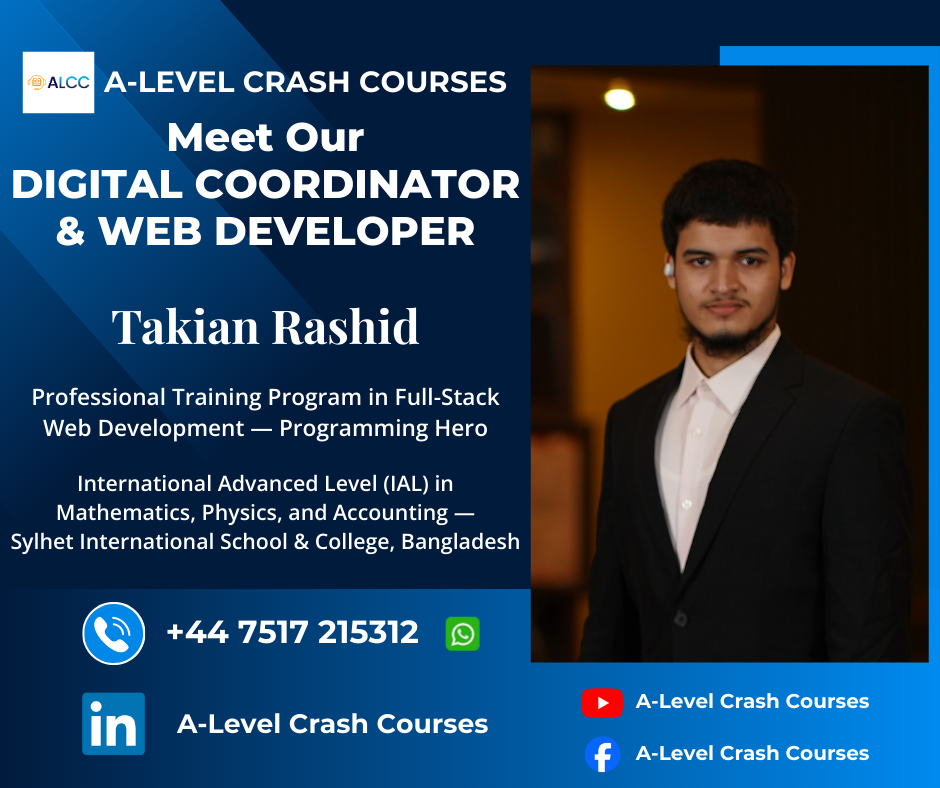 ALCC
A-LEVEL CRASH COURSES
Meet Our
DIGITAL COORDINATOR
& WEB DEVELOPER
Takian Rashid
Professional Training Program in Full-Stack
Web Development — Programming Hero
International Advanced Level (IAL) in
Mathematics, Physics, and Accounting —
Sylhet International School & College, Bangladesh
+44 7517 215312
in
A-Level Crash Courses
A-Level Crash Courses
A-Level Crash Courses